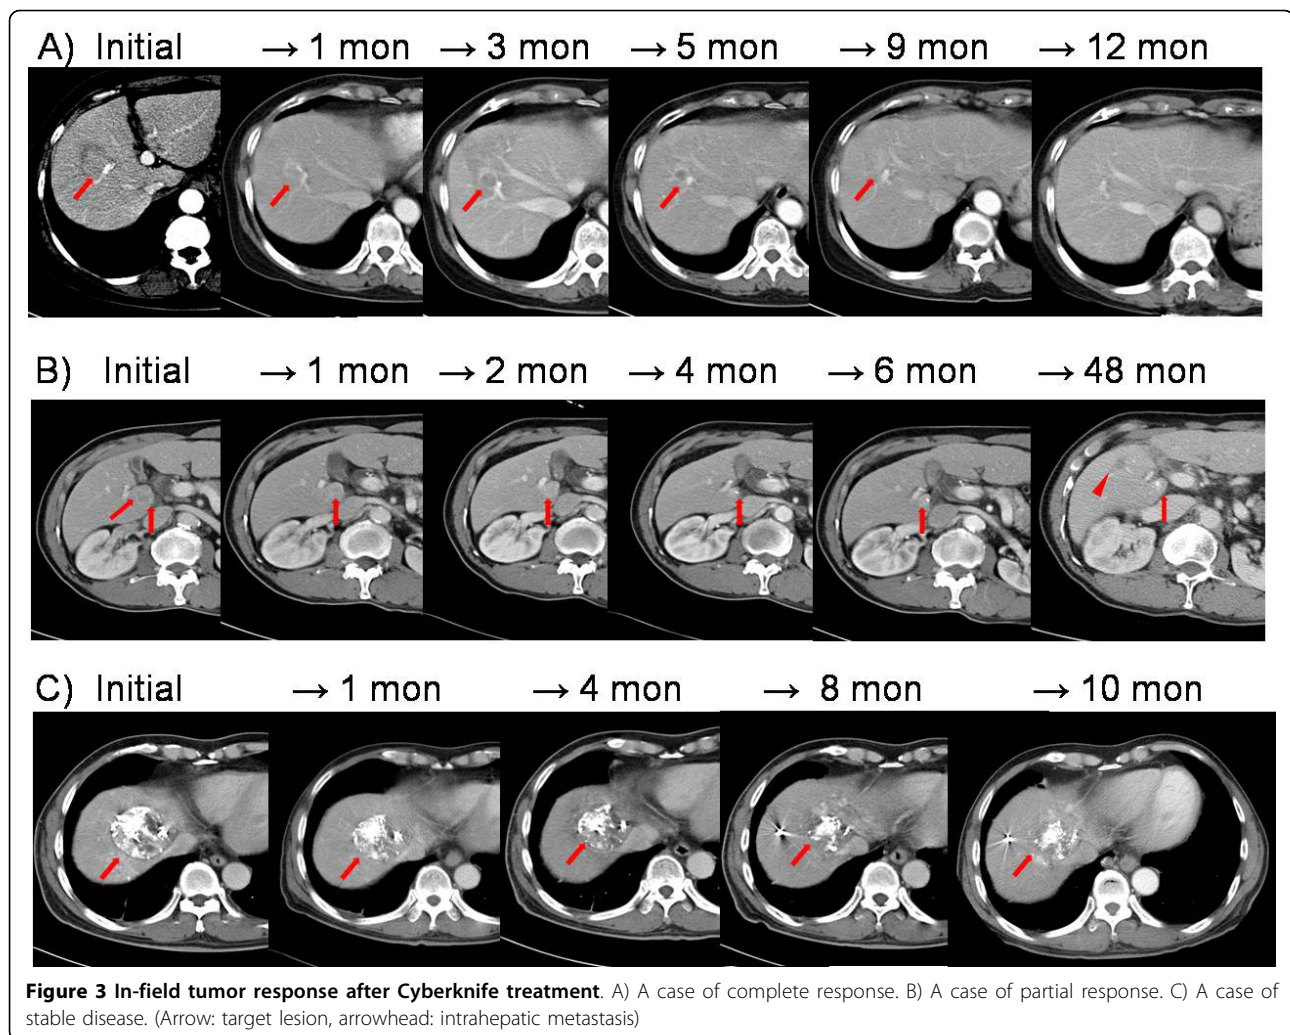 A) Initial → 1 mon → 3 mon → 5 mon → 9 mon → 12 mon
B) Initial → 1 mon → 2 mon → 4 mon → 6 mon → 48 mon
C) Initial → 1 mon → 4 mon → 8 mon → 10 mon
Figure 3 In-field tumor response after Cyberknife treatment. A) A case of complete response. B) A case of partial response. C) A case of
stable disease. (Arrow: target lesion, arrowhead: intrahepatic metastasis)